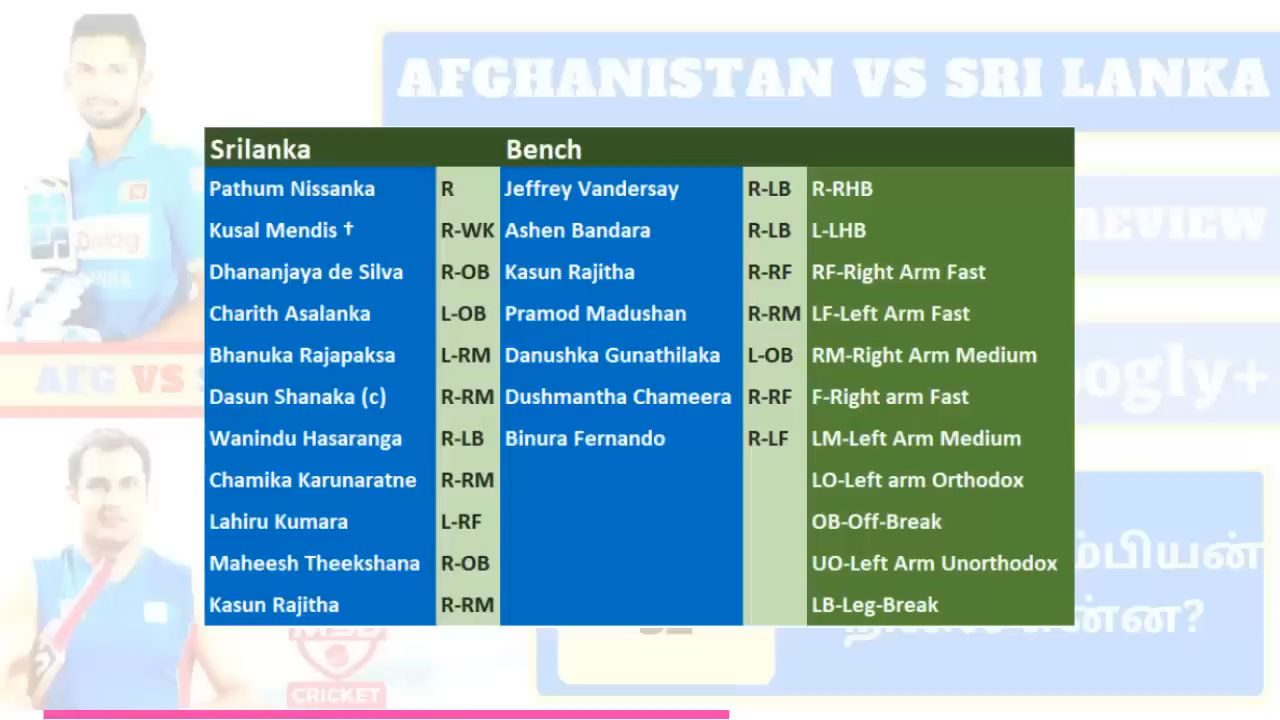 AFGHANISTAN VS SRI LANKA
Srilanka Bench
Pathum Nissanka R Jeffrey Vandersay R-LB R-RHB
Kusal Mendis † R-WK Ashen Bandara R-LB L-LHB
Dhananjaya de Silva R-OB Kasun Rajitha R-RF RF-Right Arm Fast
Charith Asalanka L-OB Pramod Madushan R-RM LF-Left Arm Fast
Bhanuka Rajapaksa L-RM Danushka Gunathilaka L-OB RM-Right Arm Medium
Dasun Shanaka (c) R-RM Dushmantha Chameera R-RF F-Right arm Fast
Wanindu Hasaranga R-LB Binura Fernando R-LF LM-Left Arm Medium
Chamika Karunaratne R-RM LO-Left arm Orthodox
Lahiru Kumara L-RF OB-Off-Break
Maheesh Theekshana R-OB UO-Left Arm Unorthodox
Kasun Rajitha R-RM LB-Leg-Break
AFG VS
MSD
CRICKET